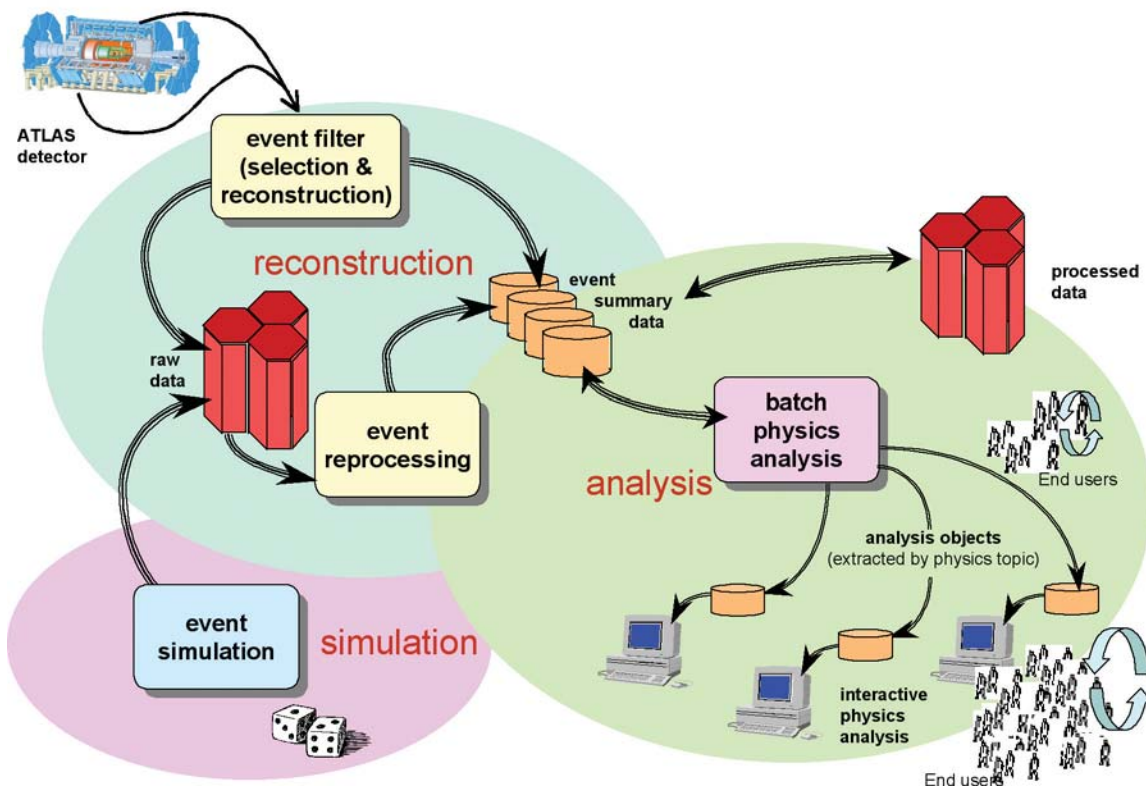 ATLAS
detector
event filter
(selection &
reconstruction)
reconstruction
event
summary
data
processed
data
raw
data
event
reprocessing
batch
physics
analysis
analysis
End users
analysis objects
(extracted by physics topic)
event
simulation
simulation
interactive
physics
analysis
End users